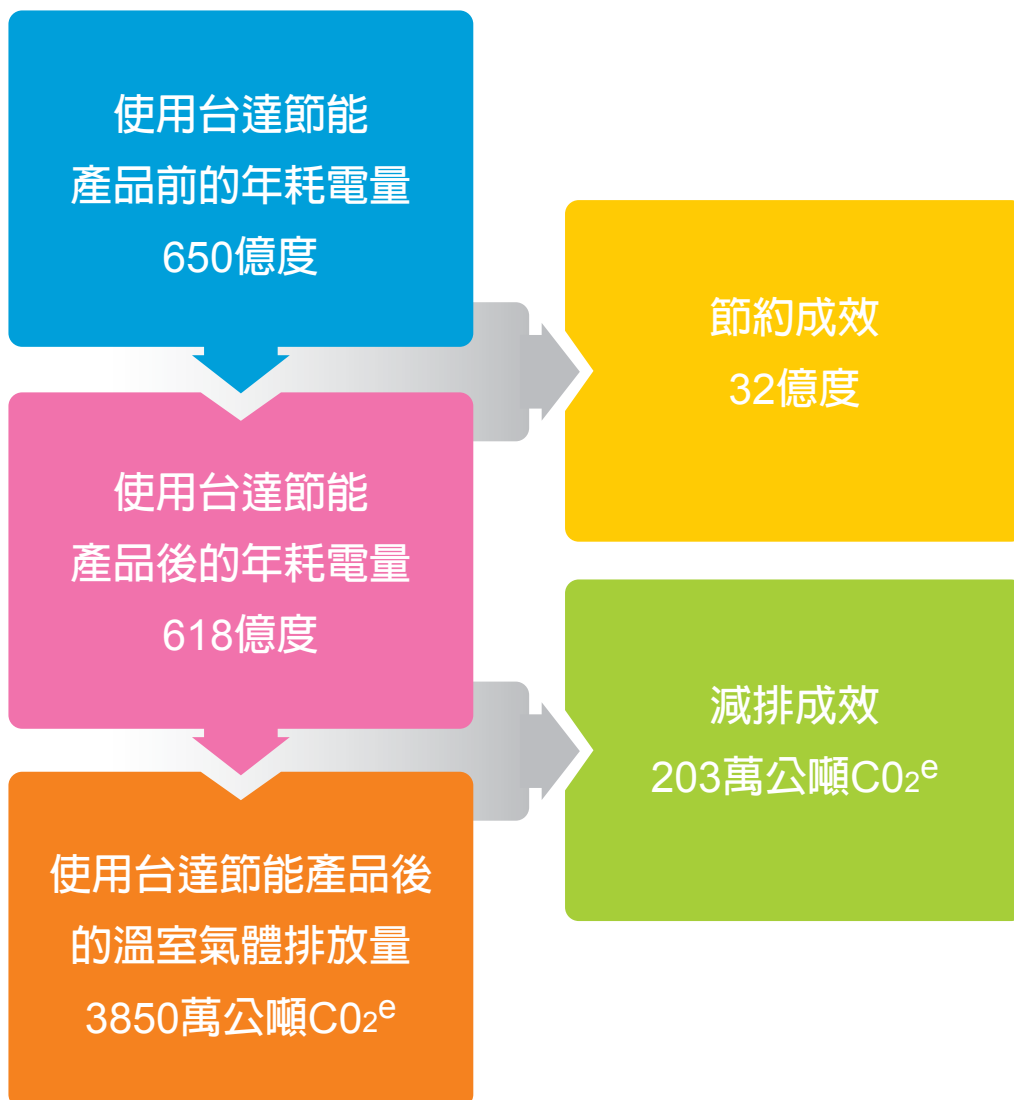 使用台達節能
產品前的年耗電量
650億度
節約成效
32億度
使用台達節能
產品後的年耗電量
618億度
減排成效
203萬公噸C02e
使用台達節能產品後
的溫室氣體排放量
3850萬公噸C02e